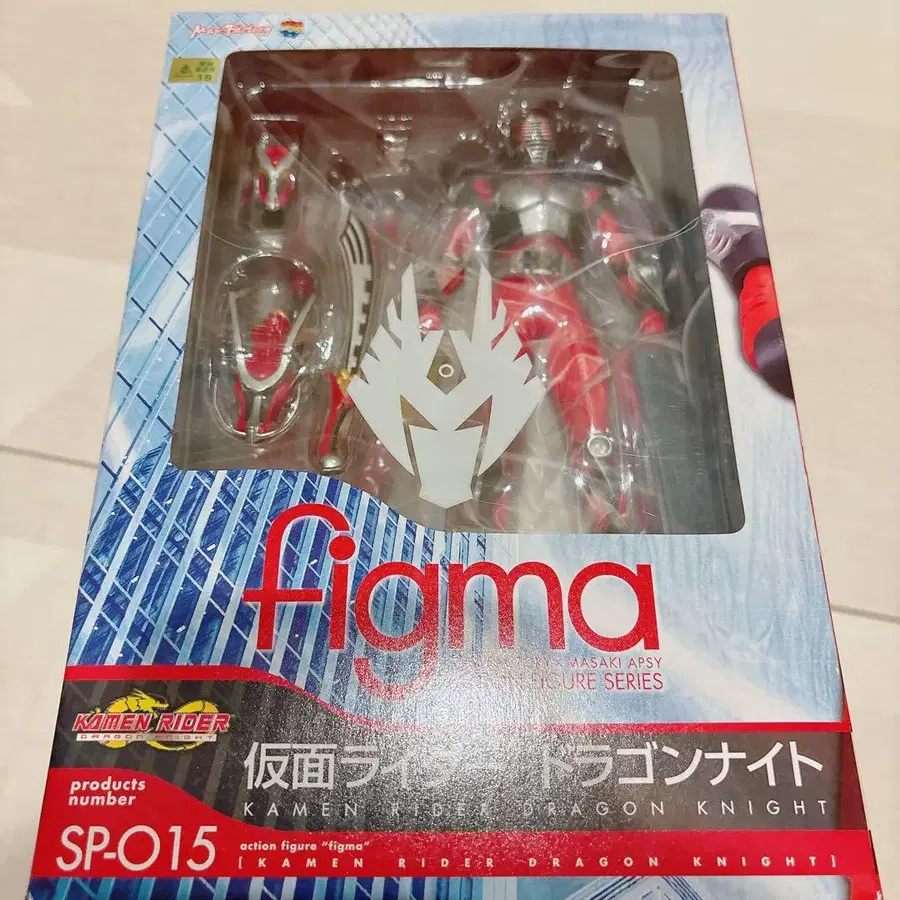 Max Factory
18
figma
MASAKI APSY
FIGURE SERIES
KAMEN RIDER
DRAGON KNIGHT
仮面ライダー ドラゴンナイト
KAMEN RIDER DRAGON KNIGHT
products
number
SP-015
action figure "figma"
[KAMEN RIDER DRAGON KNIGHT]